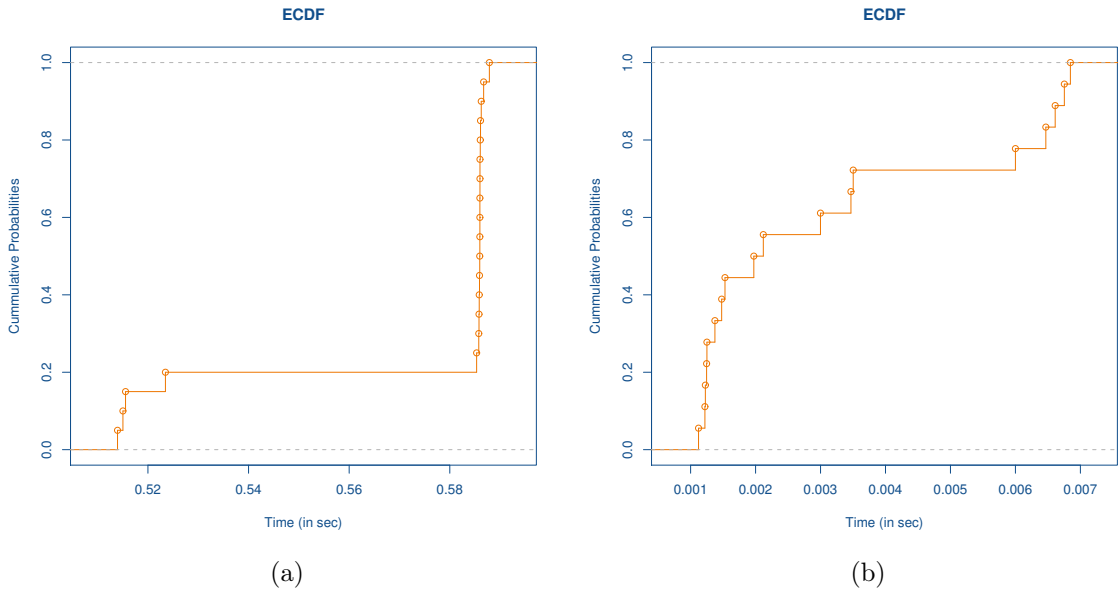 ECDF
Cummulative Probabilities
1.0
0.8
0.6
0.4
0.2
0.0
0.52 0.54 0.56 0.58
Time (in sec)
(a)
ECDF
Cummulative Probabilities
1.0
0.8
0.6
0.4
0.2
0.0
0.001 0.002 0.003 0.004 0.005 0.006 0.007
Time (in sec)
(b)